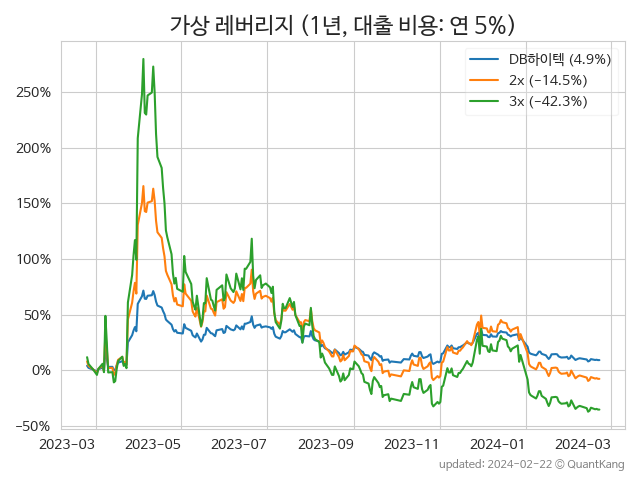 가상 레버리지 (1년, 대출 비용: 연 5%)
DB하이텍 (4.9%)
2x (−14.5%)
3x (−42.3%)
250%
200%
150%
100%
50%
0%
−50%
2023-03
2023-05
2023-07
2023-09
2023-11
2024-01
2024-03
updated: 2024-02-22 © QuantKang